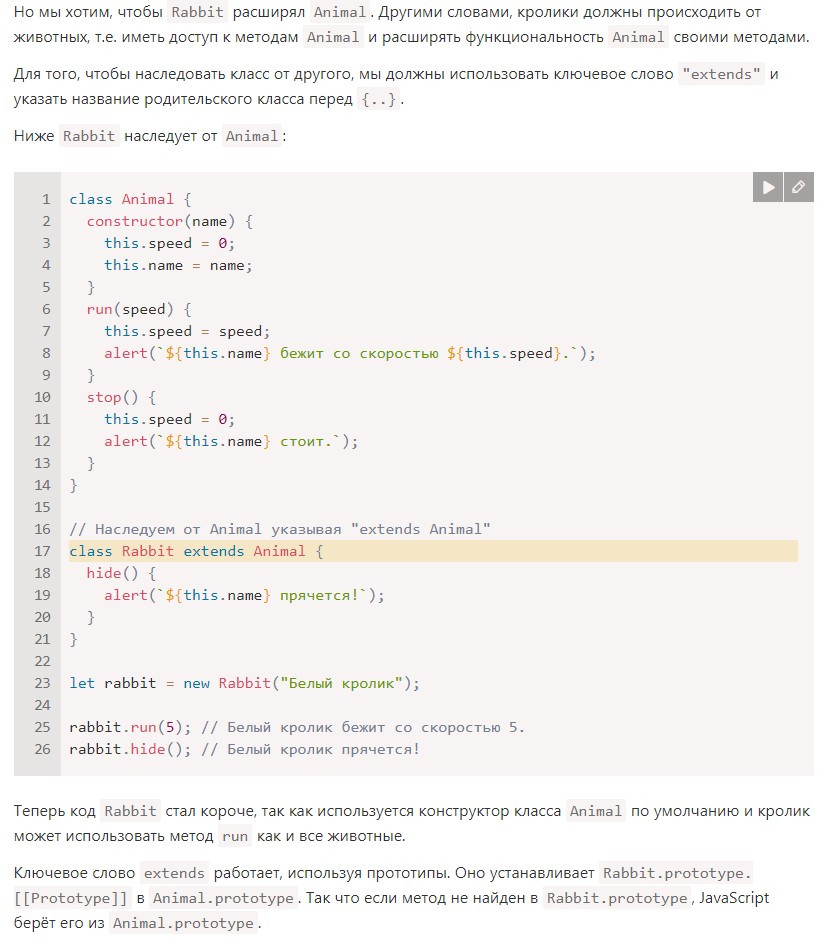 Но мы хотим, чтобы Rabbit расширял Animal. Другими словами, кролики должны происходить от
животных, т.е. иметь доступ к методам Animal и расширять функциональность Animal своими методами.
Для того, чтобы наследовать класс от другого, мы должны использовать ключевое слово "extends" и
указать название родительского класса перед {..}.
Ниже Rabbit наследует от Animal:
1 class Animal {
2   constructor(name) {
3     this.speed = 0;
4     this.name = name;
5   }
6   run(speed) {
7     this.speed = speed;
8     alert(`${this.name} бежит со скоростью ${this.speed}.`);
9   }
10   stop() {
11     this.speed = 0;
12     alert(`${this.name} стоит.`);
13   }
14 }
15
16 // Наследуем от Animal указывая "extends Animal"
17 class Rabbit extends Animal {
18   hide() {
19     alert(`${this.name} прячется!`);
20   }
21 }
22
23 let rabbit = new Rabbit("Белый кролик");
24
25 rabbit.run(5); // Белый кролик бежит со скоростью 5.
26 rabbit.hide(); // Белый кролик прячется!
Теперь код Rabbit стал короче, так как используется конструктор класса Animal по умолчанию и кролик
может использовать метод run как и все животные.
Ключевое слово extends работает, используя прототипы. Оно устанавливает Rabbit.prototype.
[[Prototype]] в Animal.prototype. Так что если метод не найден в Rabbit.prototype, JavaScript
берёт его из Animal.prototype.